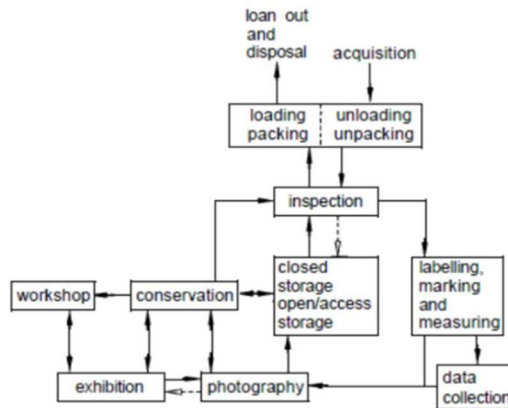 loan out
and
disposal
acquisition
loading
packing
unloading
unpacking
inspection
closed
storage
open/access
storage
labelling,
marking
and
measuring
workshop
conservation
exhibition
photography
data
collection